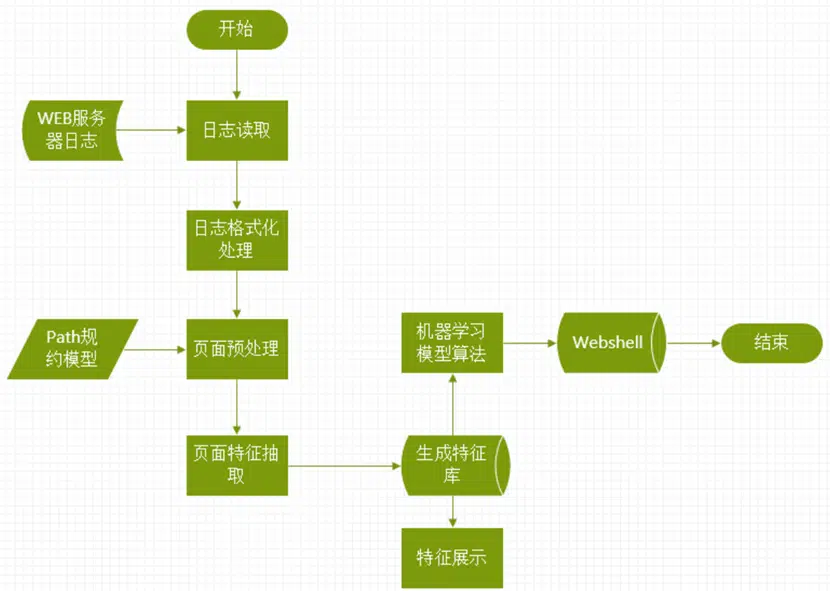 开始
WEB服务
器日志
日志读取
日志格式化
处理
Path规
约模型
页面预处理
页面特征抽
取
机器学习
模型算法
Webshell
结束
生成特征
库
特征展示